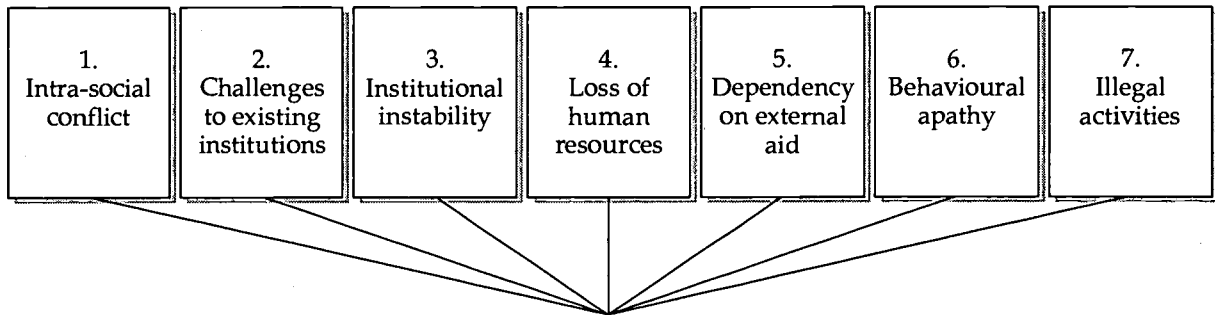 1.
Intra-social
conflict
2.
Challenges
to existing
institutions
3.
Institutional
instability
4.
Loss of
human
resources
5.
Dependency
on external
aid
6.
Behavioural
apathy
7.
Illegal
activities